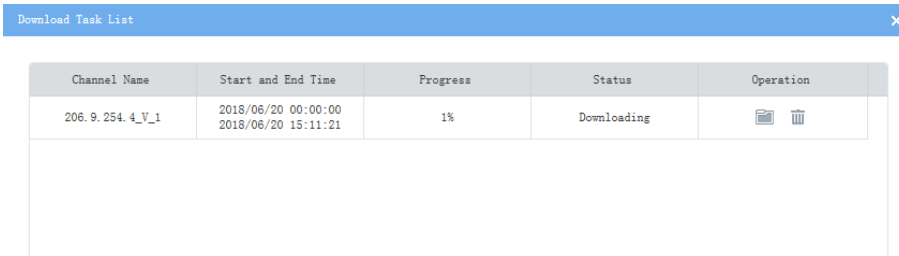 Download Task List
Channel Name Start and End Time Progress Status Operation
206.9.254.4_V_1 2018/06/20 00:00:00 1% Downloading
2018/06/20 15:11:21